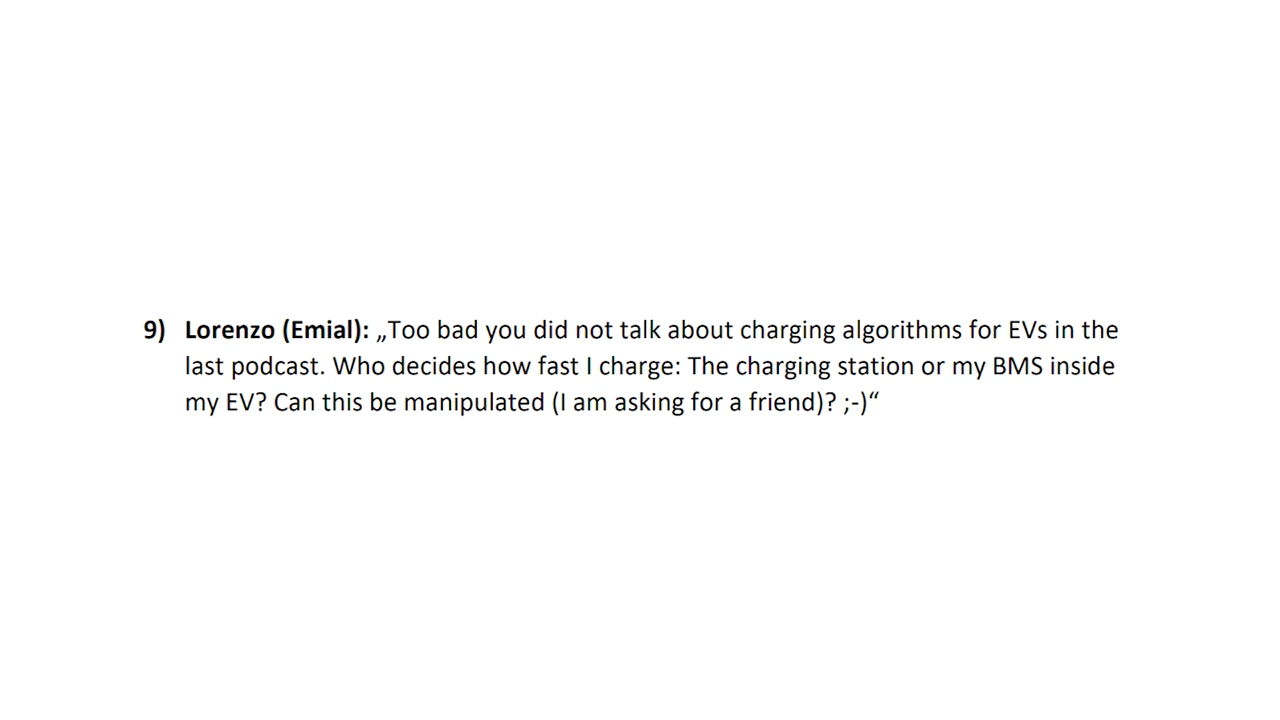 9) Lorenzo (Emial): „Too bad you did not talk about charging algorithms for EVs in the
last podcast. Who decides how fast I charge: The charging station or my BMS inside
my EV? Can this be manipulated (I am asking for a friend)? ;-)“